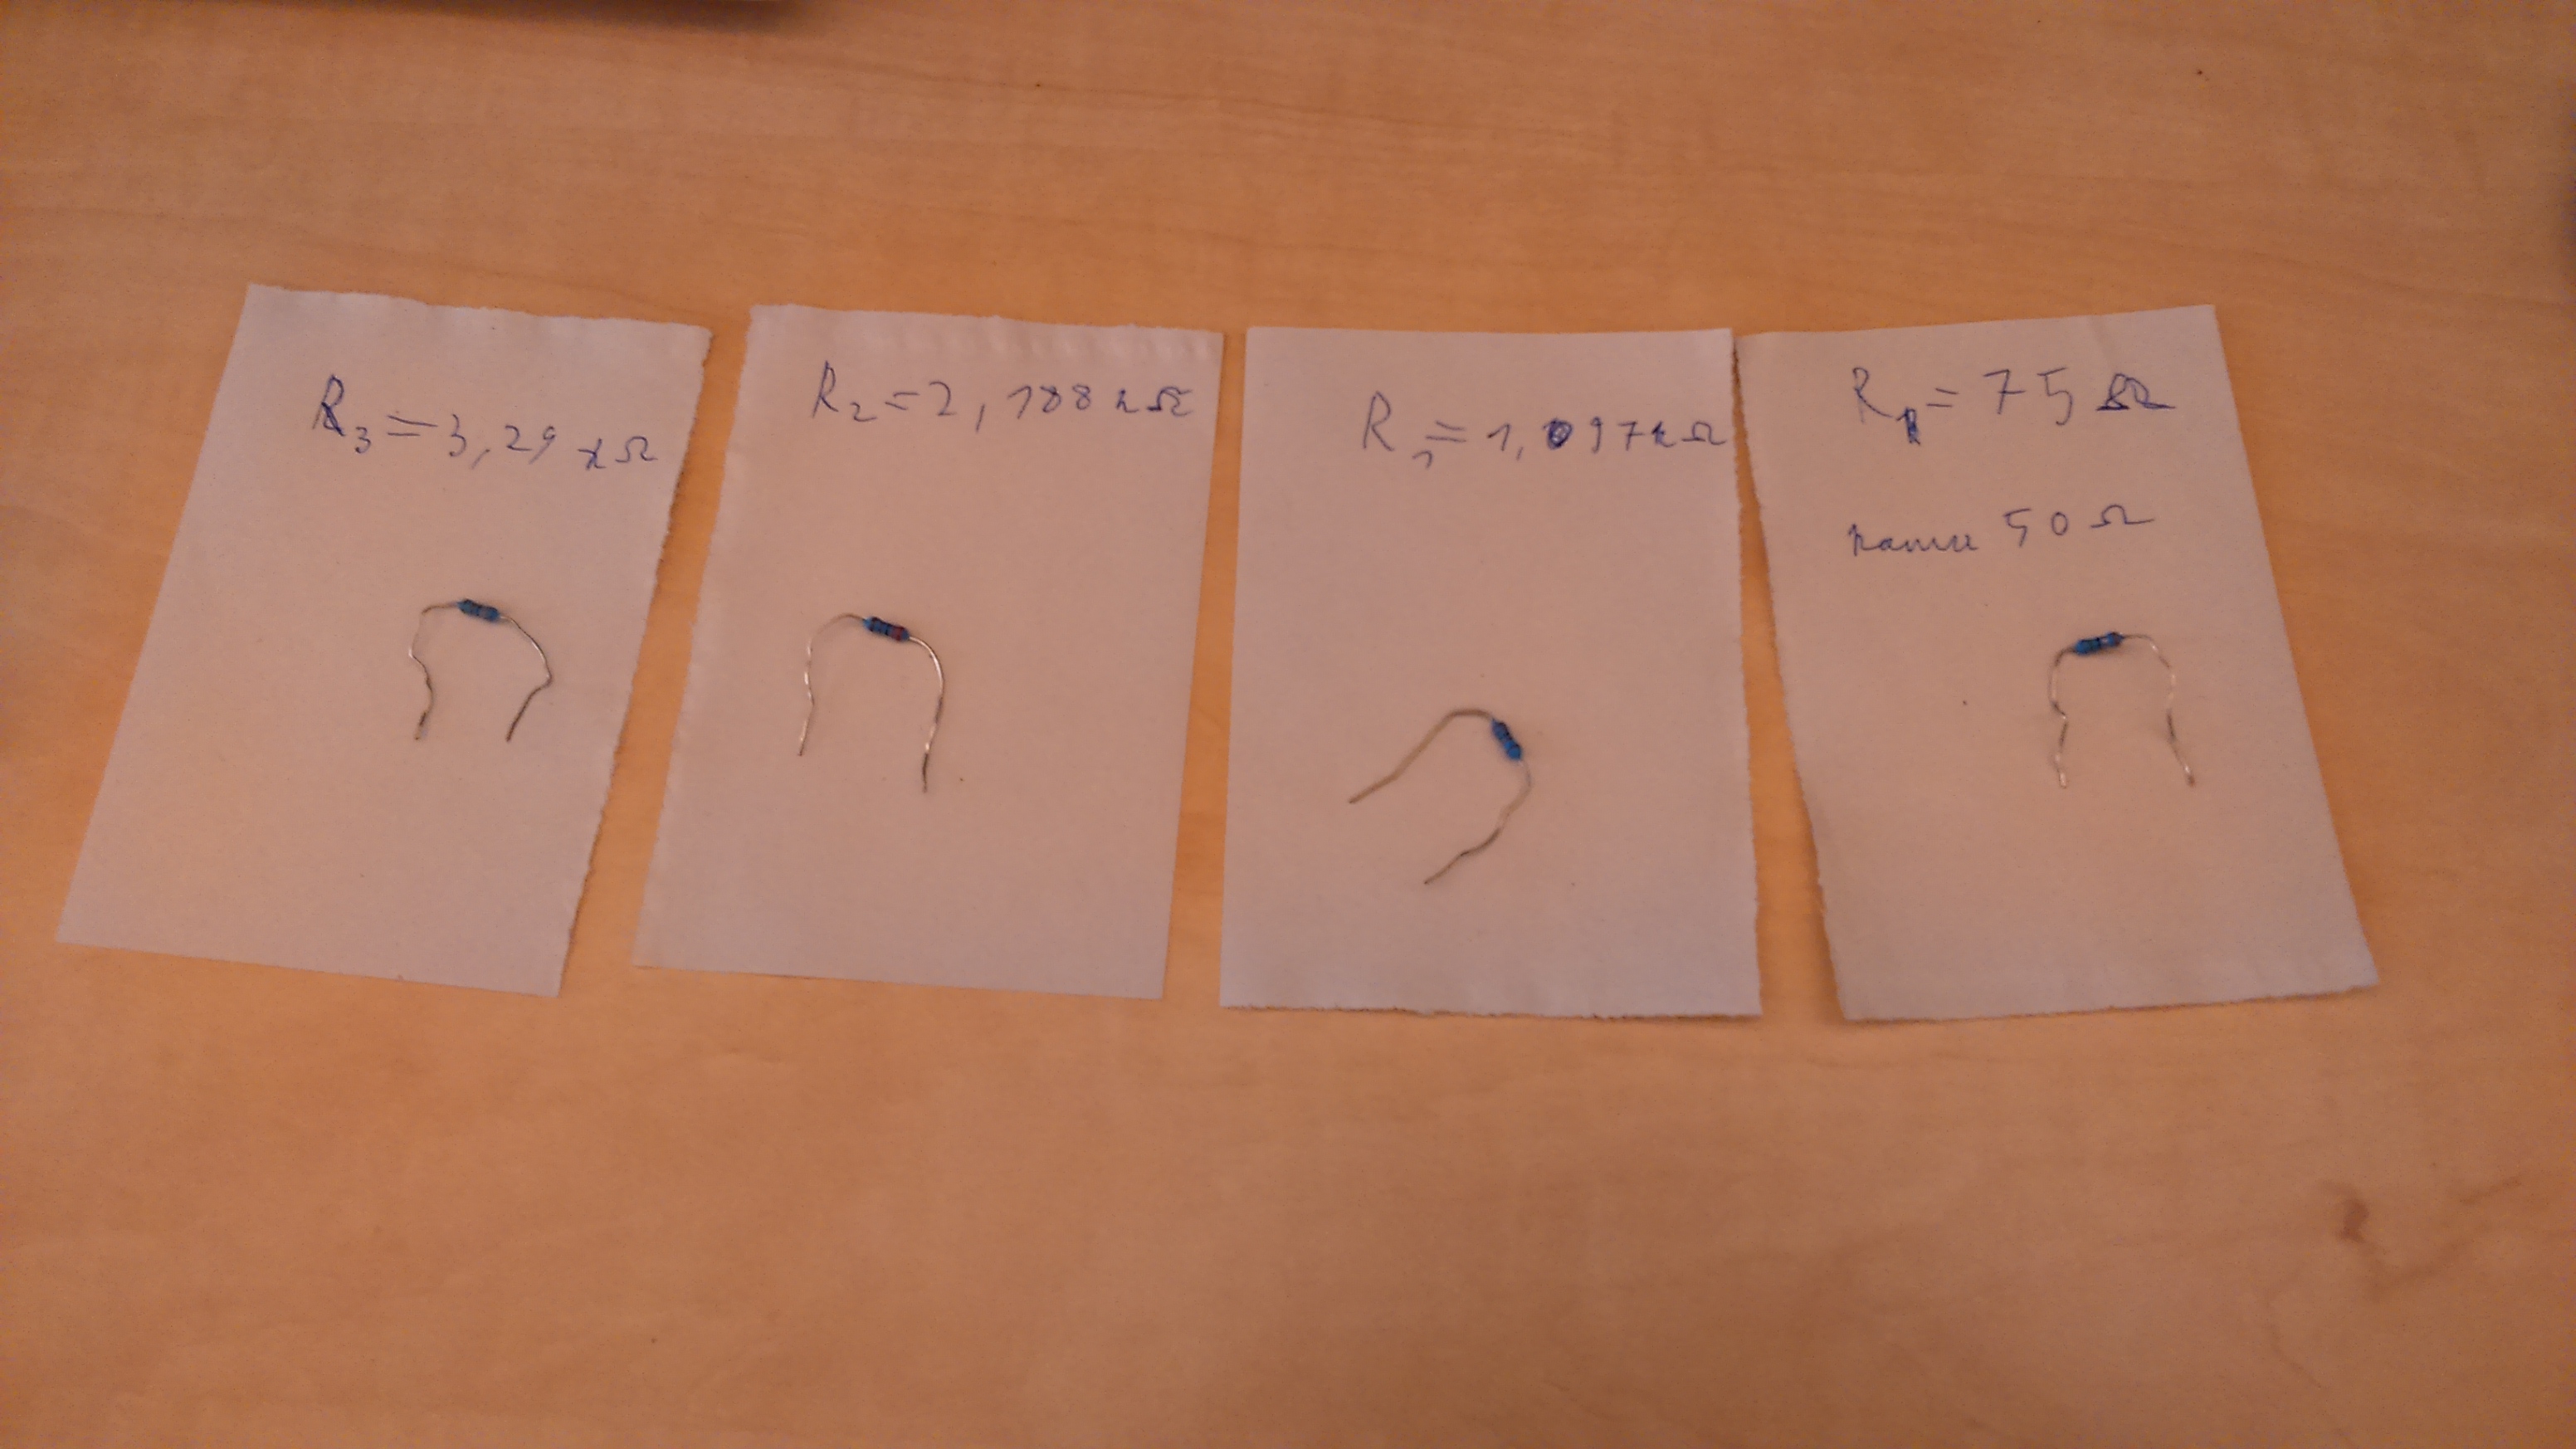 R3 = 3,29 kΩ
R2 = 2,188 kΩ
R1 = 1,097 kΩ
R = 75 Ω
50 Ω